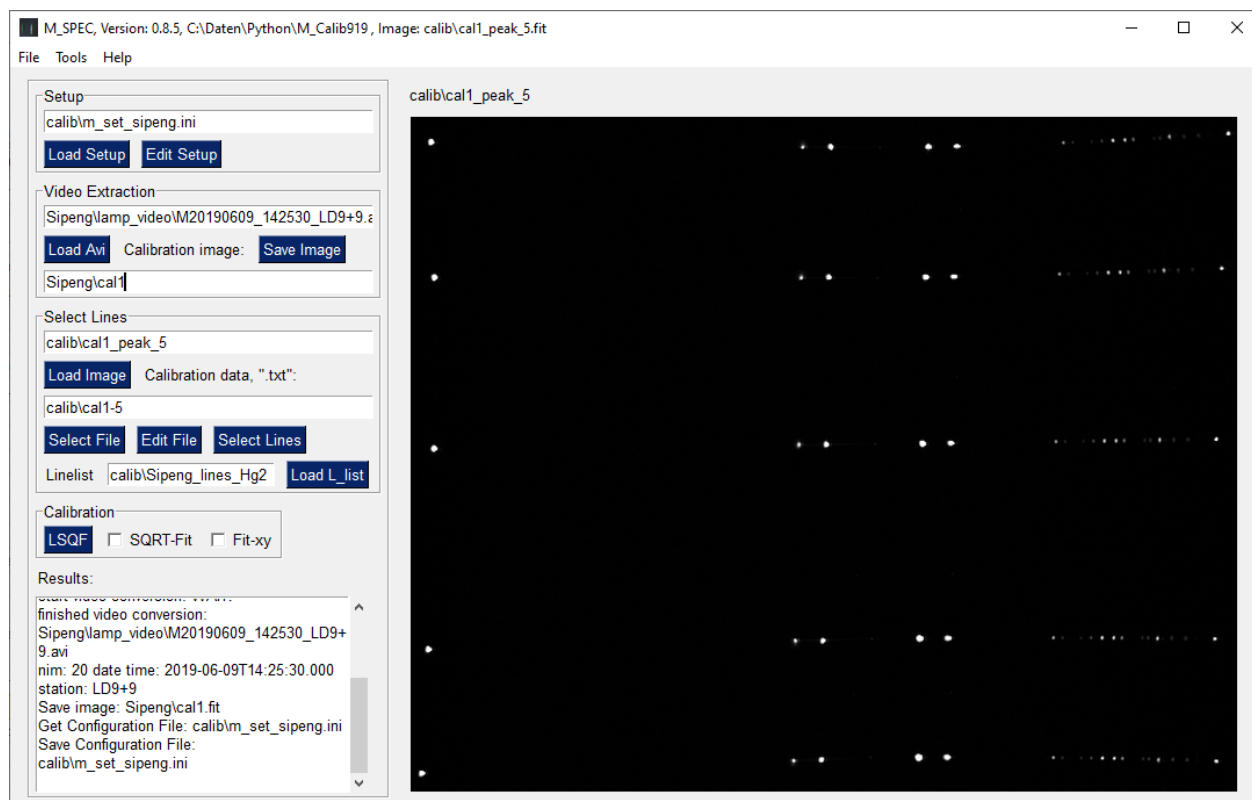 M_SPEC, Version: 0.8.5, C:\Daten\Python\M_Calib919 , Image: calib\cal1_peak_5.fit
File Tools Help
Setup
calib\m_set_sipeng.ini
Load Setup Edit Setup
Video Extraction
Sipeng\lamp_video\M20190609_142530_LD9+9.a
Load Avi Calibration image: Save Image
Sipeng\cal1
Select Lines
calib\cal1_peak_5
Load Image Calibration data, ".txt":
calib\cal1-5
Select File Edit File Select Lines
Linelist calib\Sipeng_lines_Hg2 Load L_list
Calibration
LSQF SQRT-Fit Fit-xy
Results:
start video conversion: WAIT!
finished video conversion:
Sipeng\lamp_video\M20190609_142530_LD9+
9.avi
nim: 20 date time: 2019-06-09T14:25:30.000
station: LD9+9
Save image: Sipeng\cal1.fit
Get Configuration File: calib\m_set_sipeng.ini
Save Configuration File:
calib\m_set_sipeng.ini
calib\cal1_peak_5